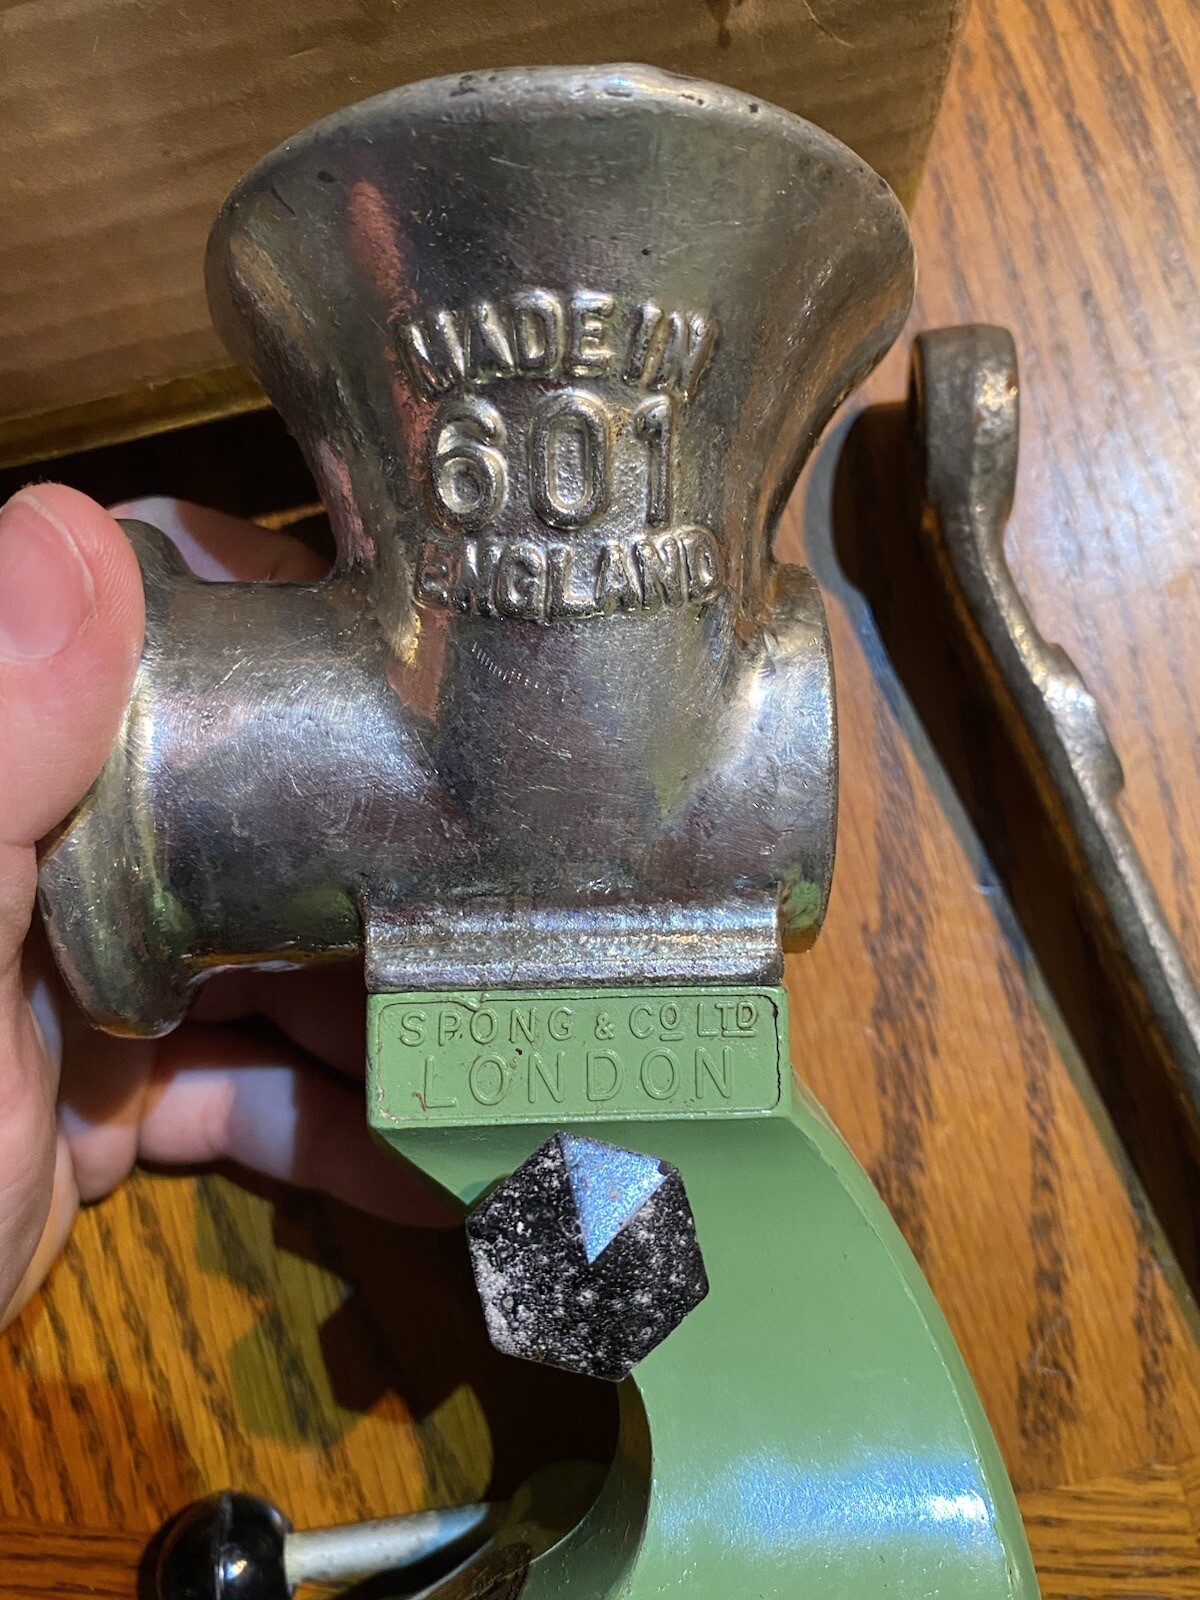 MADE IN
601
ENGLAND
SPONG & Cº LTD
LONDON